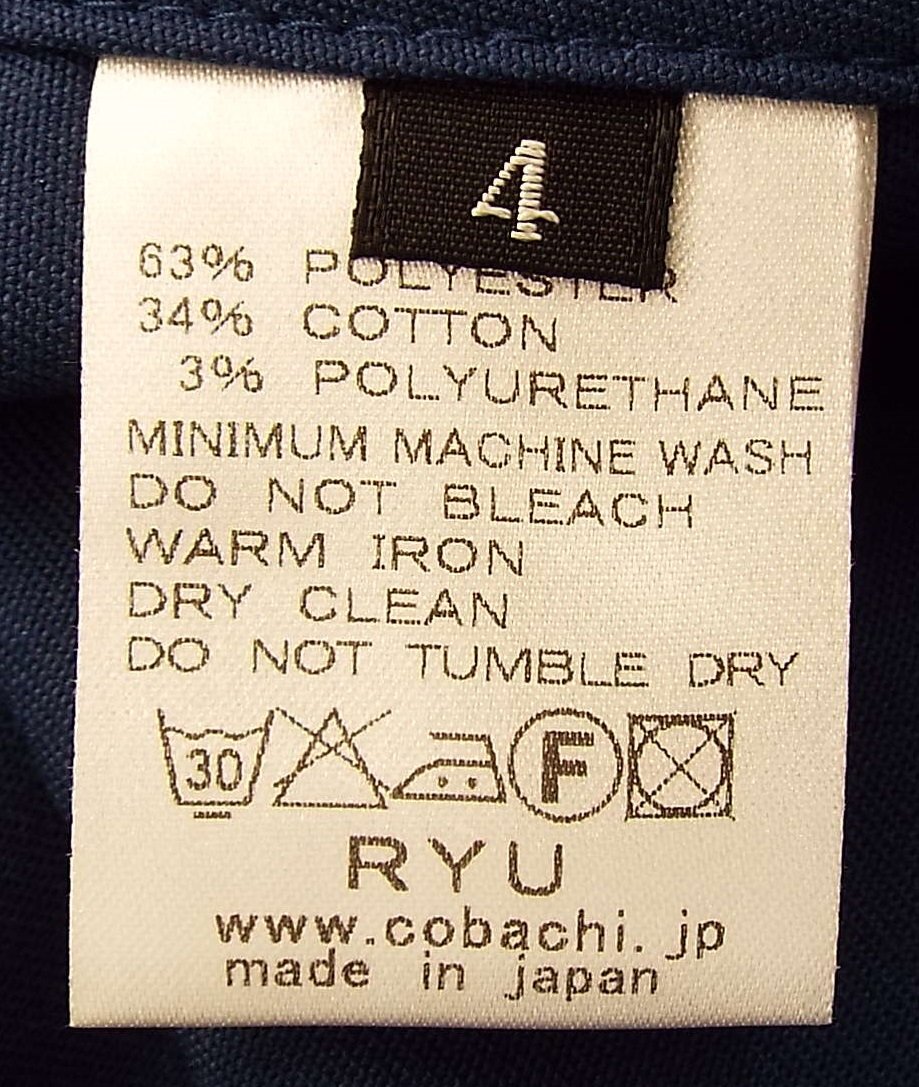 4
63% POLYESTER
34% COTTON
3% POLYURETHANE
MINIMUM MACHINE WASH
DO NOT BLEACH
WARM IRON
DRY CLEAN
DO NOT TUMBLE DRY
30 F
RYU
www.cobachi.jp
made in japan